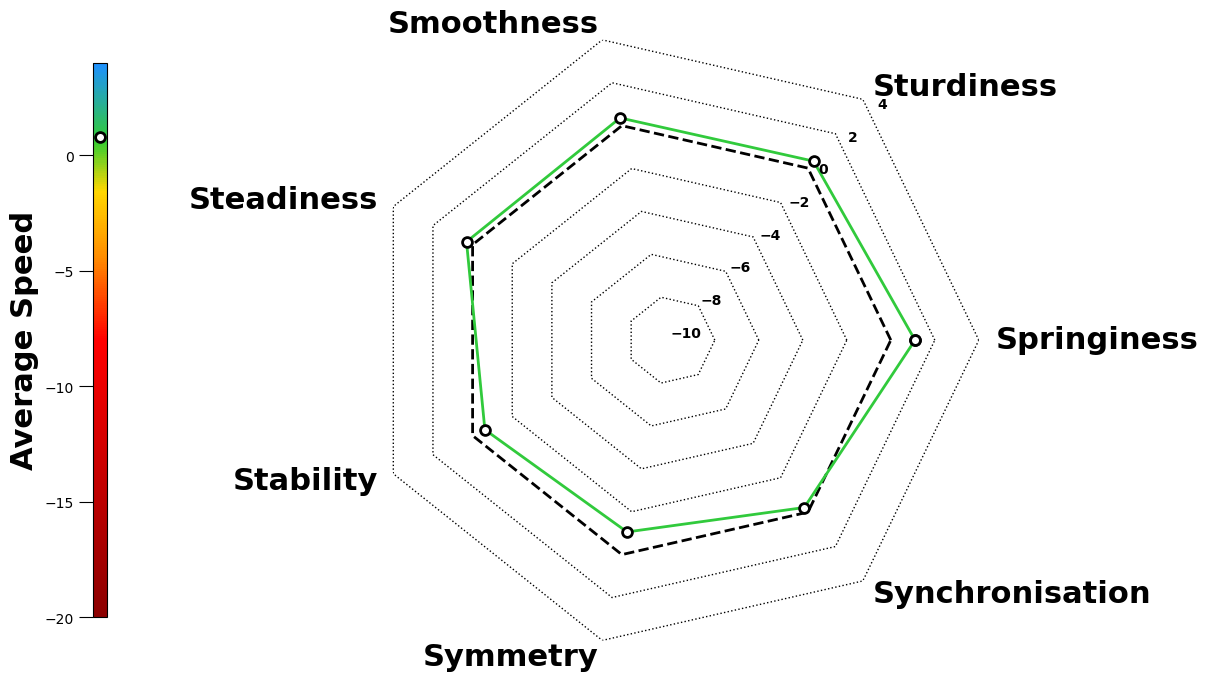 Smoothness
Sturdiness
4
2
0
0
−2
Steadiness
−4
−5
−6
−8
−10
Springiness
Average Speed
−10
Stability
−15
Synchronisation
−20
Symmetry